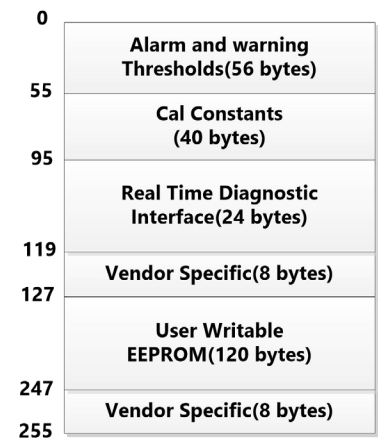 0
Alarm and warning
Thresholds(56 bytes)
55
Cal Constants
(40 bytes)
95
Real Time Diagnostic
Interface(24 bytes)
119
Vendor Specific(8 bytes)
127
User Writable
EEPROM(120 bytes)
247
Vendor Specific(8 bytes)
255